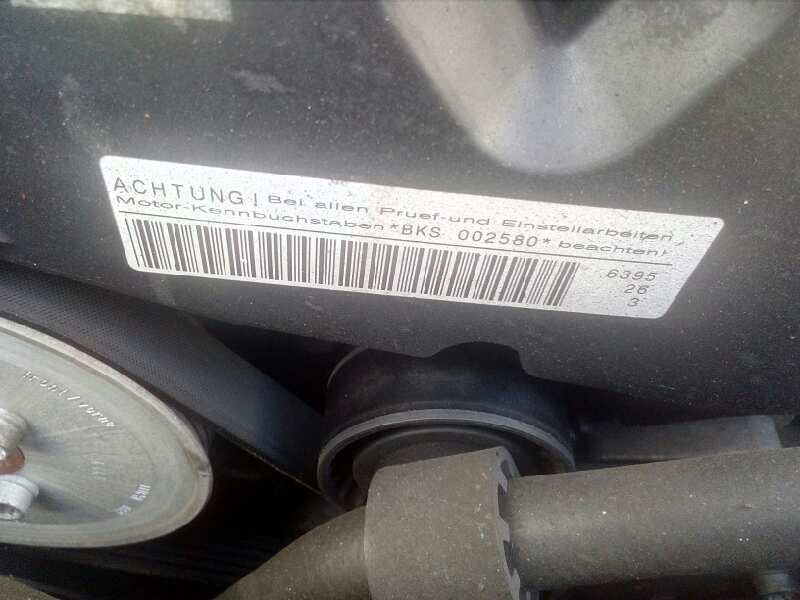 ACHTUNG! Bei allen Pruef-und Einstellarbeiten,
Motor-KennbuchstAben *BKS 002580* beachten!
6395
26
3